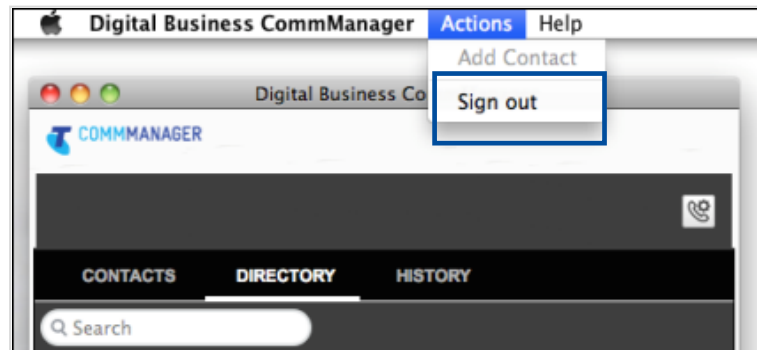 Digital Business CommManager Actions Help
Add Contact
Sign out
Digital Business Co
COMMMANAGER
CONTACTS DIRECTORY HISTORY
Search